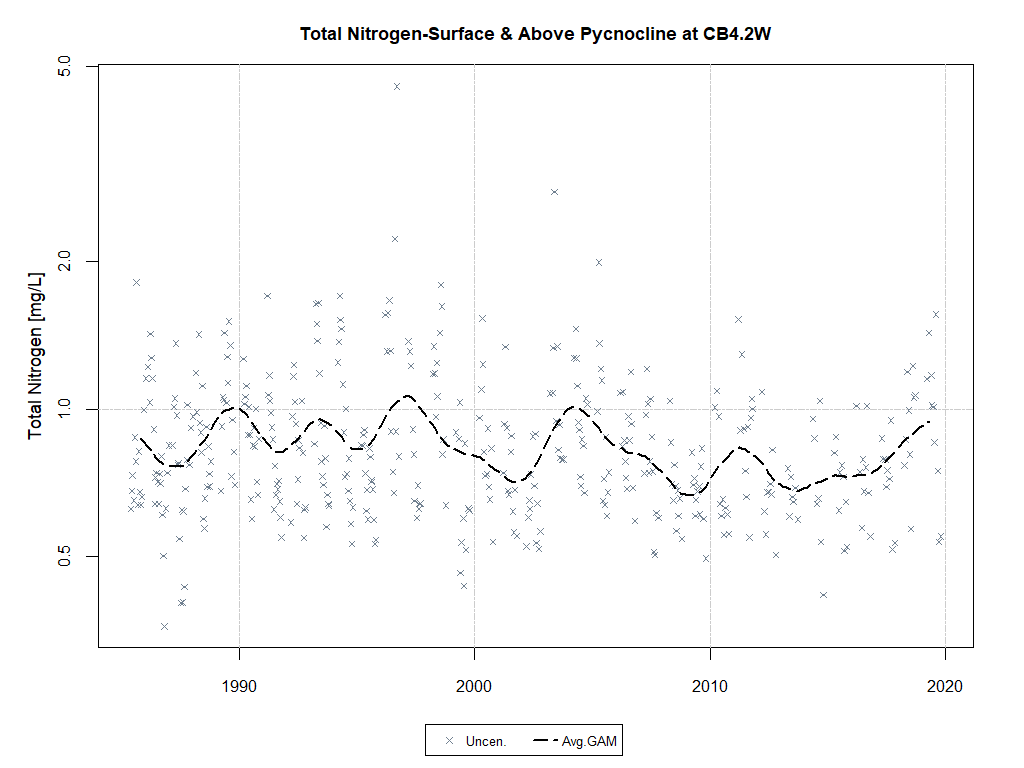 Total Nitrogen-Surface & Above Pycnocline at CB4.2W
Total Nitrogen [mg/L]
5.0
2.0
1.0
0.5
1990
2000
2010
2020
Uncen.
Avg.GAM